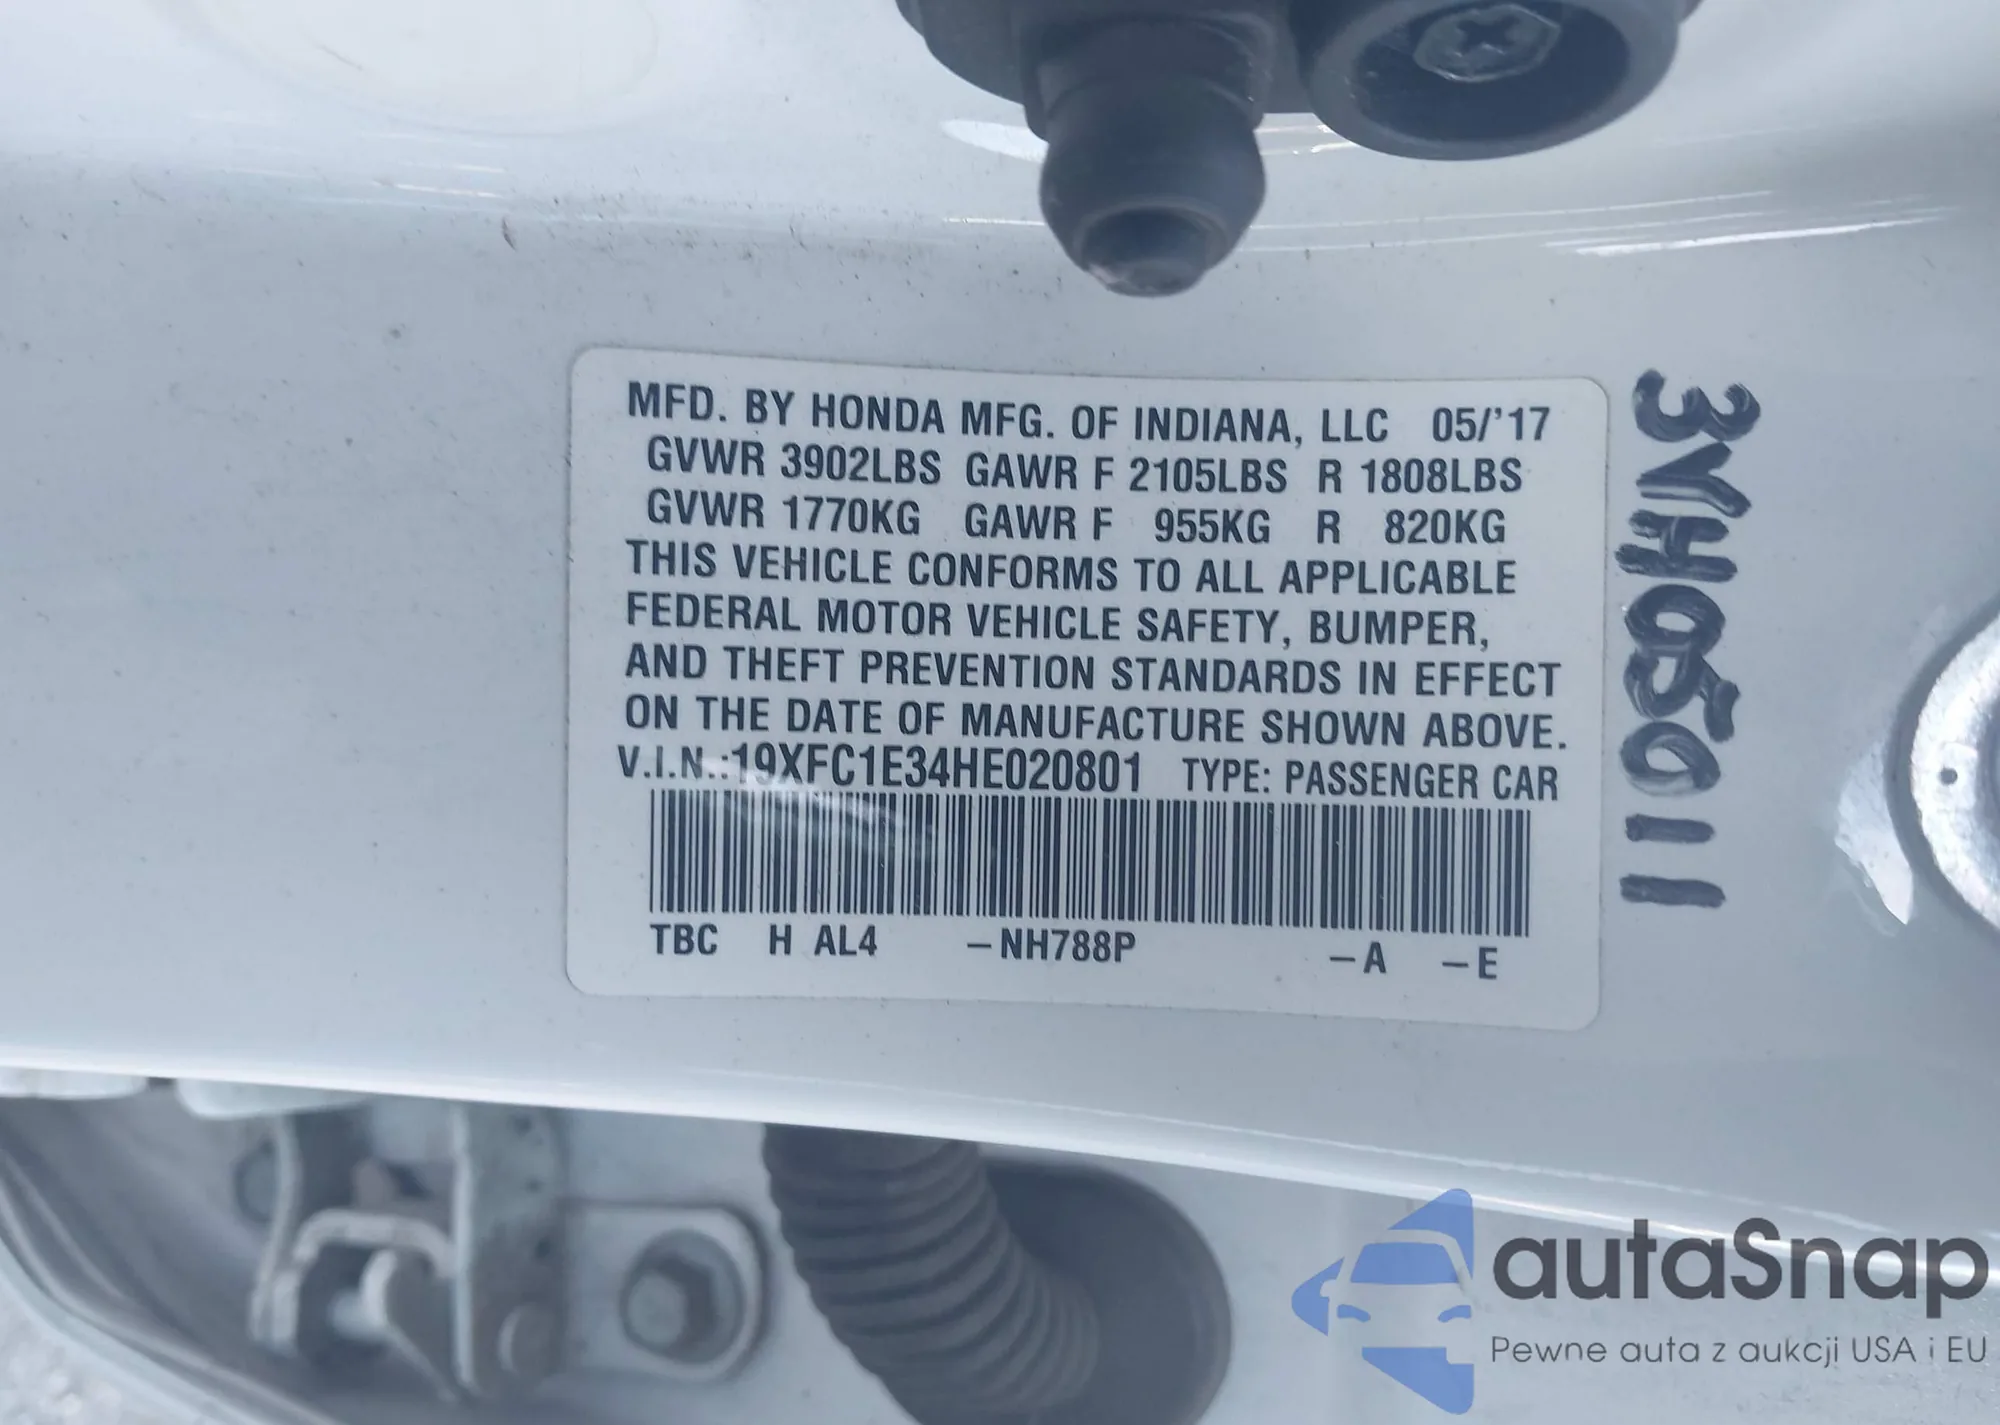 MFD. BY HONDA MFG. OF INDIANA, LLC 05/'17
GVWR 3902LBS GAWR F 2105LBS R 1808LBS
GVWR 1770KG GAWR F 955KG R 820KG
THIS VEHICLE CONFORMS TO ALL APPLICABLE
FEDERAL MOTOR VEHICLE SAFETY, BUMPER,
AND THEFT PREVENTION STANDARDS IN EFFECT
ON THE DATE OF MANUFACTURE SHOWN ABOVE.
V.I.N.:19XFC1E34HE020801 TYPE: PASSENGER CAR
TBC H AL4 –NH788P –A –E
autaSnap
Pewne auta z aukcji USA i EU